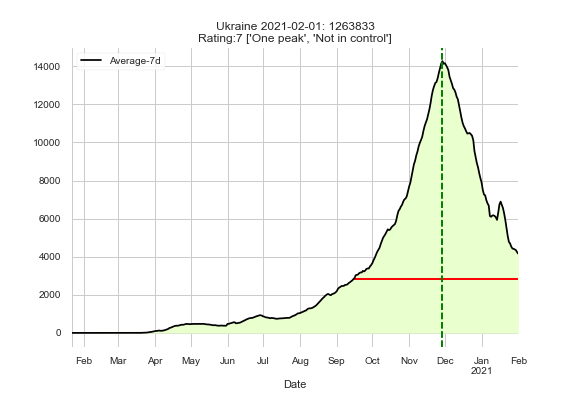 Ukraine 2021-02-01: 1263833
Rating:7 ['One peak', 'Not in control']
Average-7d
14000
12000
10000
8000
6000
4000
2000
0
Feb Mar Apr May Jun Jul Aug Sep Oct Nov Dec Jan Feb
2021
Date